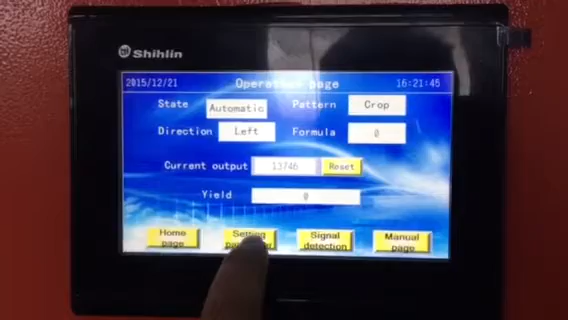 Shihlin
2015/12/21 Operation page 16:21:45
State Automatic Pattern Crop
Direction Left Formula 0
Current output 13746 Reset
Yield 0
Home page
Setting
Signal detection
Manual page